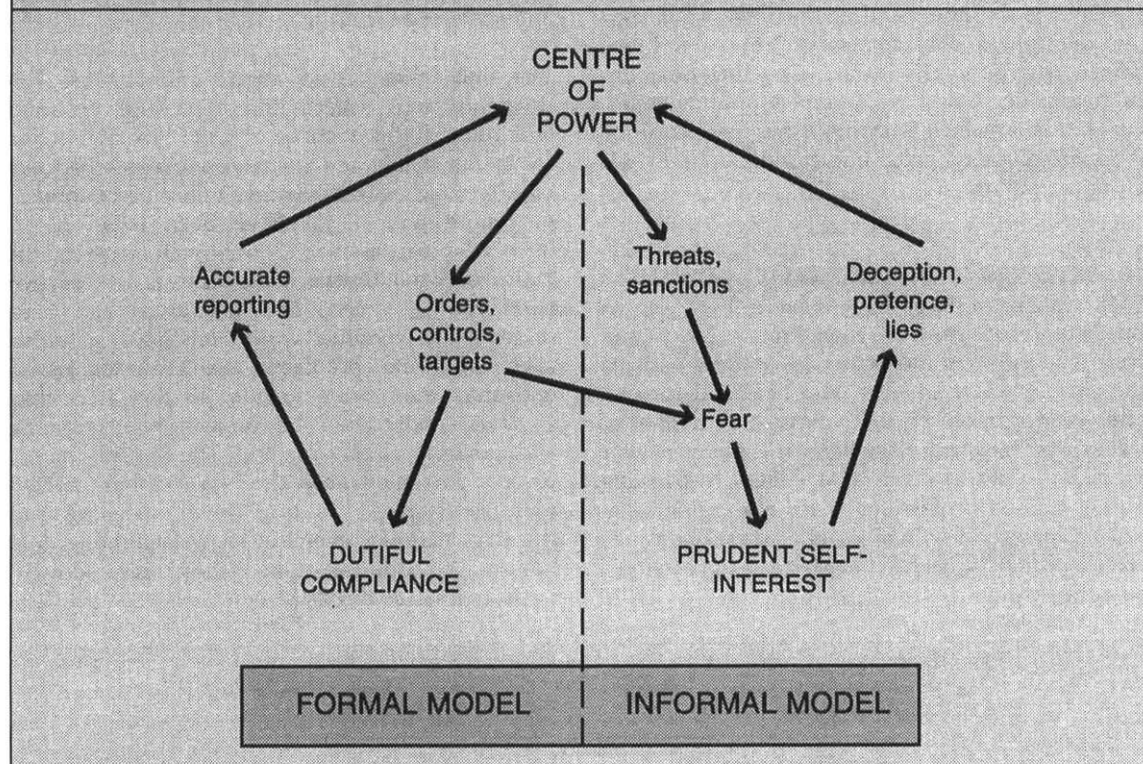 CENTRE
OF
POWER
Accurate
reporting
Orders,
controls,
targets
Threats,
sanctions
Deception,
pretence,
lies
Fear
DUTIFUL
COMPLIANCE
PRUDENT SELF-
INTEREST
FORMAL MODEL
INFORMAL MODEL